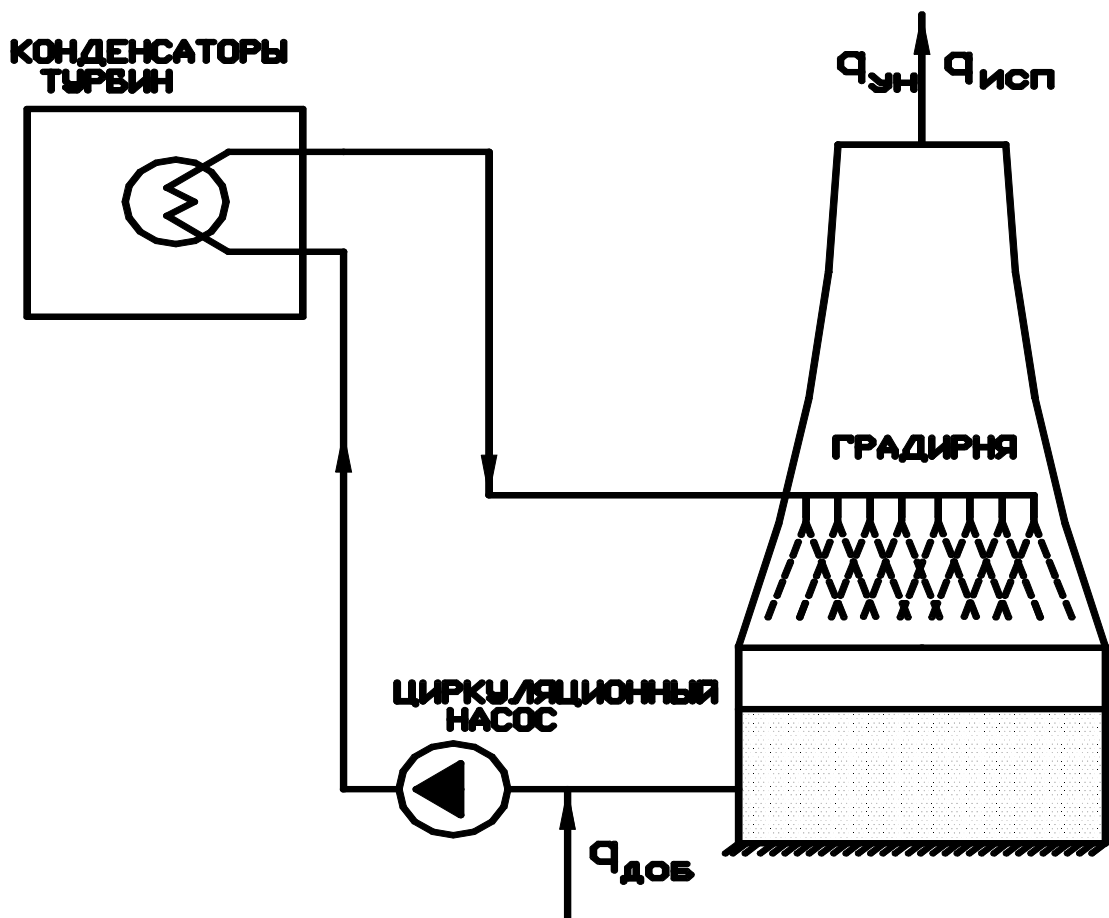 КОНДЕНСАТОРЫ
ТУРБИН
qУН qИСП
ГРАДИРНЯ
ЦИРКУЛЯЦИОННЫЙ
НАСОС
qДОБ